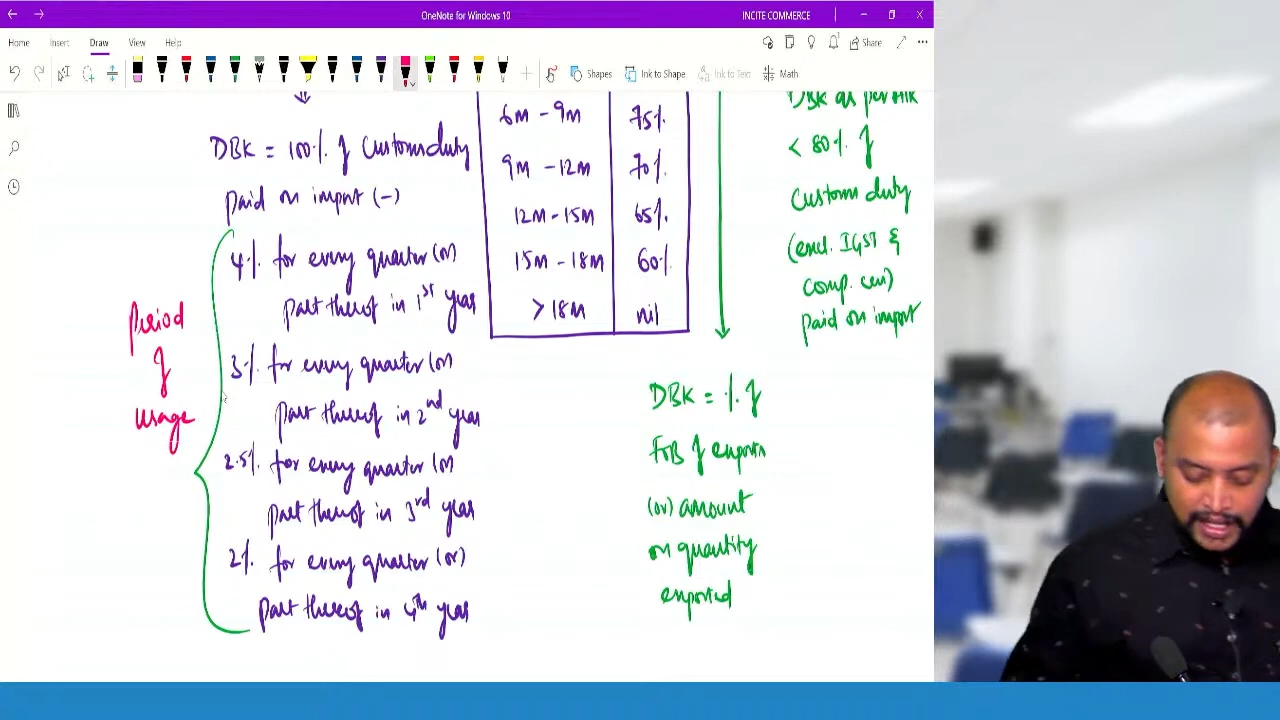 OneNote for Windows 10
INCITE COMMERCE
Home Insert Draw View Help
Share
Shapes
Ink to Shape
Ink to Text
Math
DBK = 100% of Customs duty
paid on import (-)
4% for every quarter (or)
part thereof in 1st year
3% for every quarter (or)
part thereof in 2nd year
2.5% for every quarter (or)
part thereof in 3rd year
2% for every quarter (or)
part thereof in 4th year
Period
of
usage
6M - 9M 75%
9M - 12M 70%
12M - 15M 65%
15M - 18M 60%
> 18M nil
DBK as per AIR
< 80% of
Customs duty
(excl. IGST &
Comp. cess)
paid on import
DBK = % of
FOB of exports
(or) amount
on quantity
exported